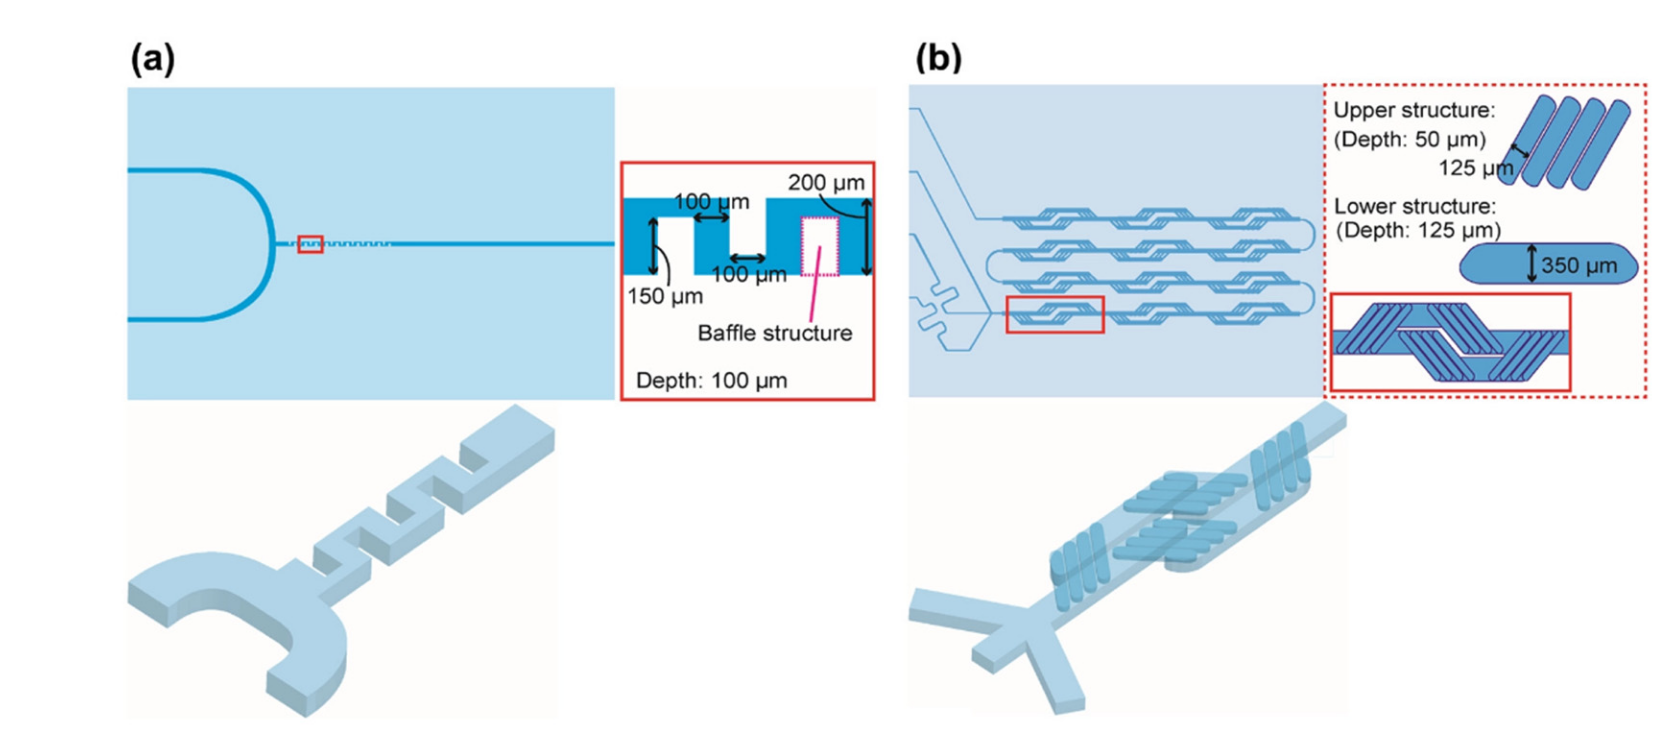 (a)
100 µm
200 µm
100 µm
150 µm
Baffle structure
Depth: 100 µm
(b)
Upper structure:
(Depth: 50 µm)
125 µm
Lower structure:
(Depth: 125 µm)
350 µm